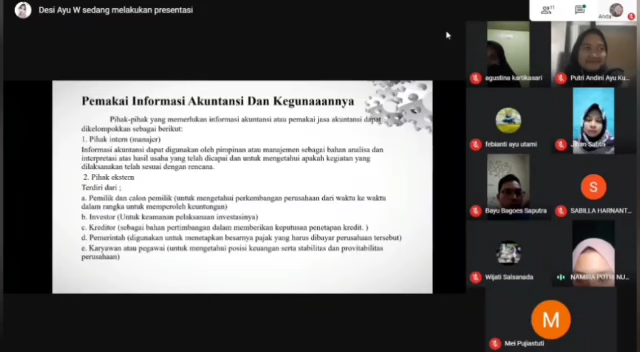 Desi Ayu W sedang melakukan presentasi
Anda
Pemakai Informasi Akuntansi Dan Kegunaaannya
Pihak-pihak yang memerlukan informasi akuntansi atau pemakai jasa akuntansi dapat
dikelompokkan sebagai berikut:
1. Pihak intern (manajer)
Informasi akuntansi dapat digunakan oleh pimpinan atau manajemen sebagai bahan analisa dan
interpretasi atas hasil usaha yang telah dicapai dan untuk mengetahui apakah kegiatan yang
dilaksanakan telah sesuai dengan rencana.
2. Pihak ekstern
Terdiri dari ;
a. Pemilik dan calon pemilik (untuk mengetahui perkembangan perusahaan dari waktu ke waktu
dalam rangka untuk memperoleh keuntungan)
b. Investor (Untuk keamanan pelaksanaan investasinya)
c. Kreditor (sebagai bahan pertimbangan dalam memberikan keputusan penetapan kredit. )
d. Pemerintah (digunakan untuk menetapkan besarnya pajak yang harus dibayar perusahaan tersebut)
e. Karyawan atau pegawai (untuk mengetahui posisi keuangan serta stabilitas dan provitabilitas
perusahaan)
agustina kartikasari
Putri Andini Ayu Ku...
febianti ayu utami
Jihan Sabila
Bayu Bagoes Saputra
S
SABILLA HARNANT...
Wijati Salsanada
NAMIRA PUTRI NU...
M
Mei Pujiastuti